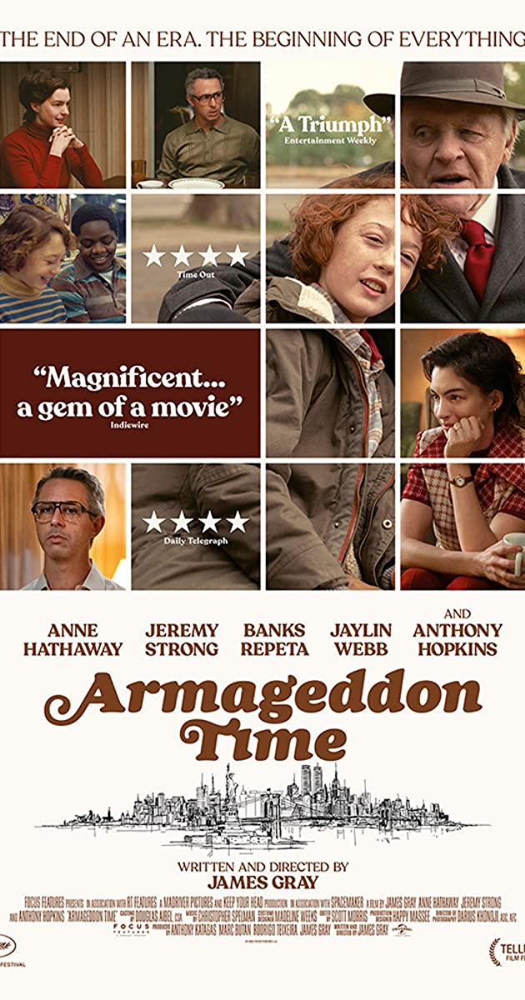 THE END OF AN ERA. THE BEGINNING OF EVERYTHING
“A Triumph”
Entertainment Weekly
★★★★
Time Out
“Magnificent...
a gem of a movie”
Indiewire
★★★★
Daily Telegraph
ANNE HATHAWAY
JEREMY STRONG
BANKS REPETA
JAYLIN WEBB
AND ANTHONY HOPKINS
Armageddon
Time
WRITTEN AND DIRECTED BY
JAMES GRAY
FOCUS FEATURES PRESENTS IN ASSOCIATION WITH RT FEATURES A MADRIVER PICTURES AND KEEP YOUR HEAD PRODUCTION IN ASSOCIATION WITH SPACEMAKER A FILM BY JAMES GRAY ANNE HATHAWAY JEREMY STRONG
AND ANTHONY HOPKINS "ARMAGEDDON TIME" CASTING BY DOUGLAS AIBEL, CSA MUSIC BY CHRISTOPHER SPELMAN COSTUME DESIGNER MADELINE WEEKS EDITED BY SCOTT MORRIS PRODUCTION DESIGNER HAPPY MASSEE DIRECTOR OF PHOTOGRAPHY DARIUS KHONDJI, ASC, AFC
FOCUS FEATURES
PRODUCED BY ANTHONY KATAGAS MARC BUTAN RODRIGO TEIXEIRA JAMES GRAY WRITTEN AND DIRECTED BY JAMES GRAY
UNIVERSAL
FESTIVAL
TELLU
FILM F